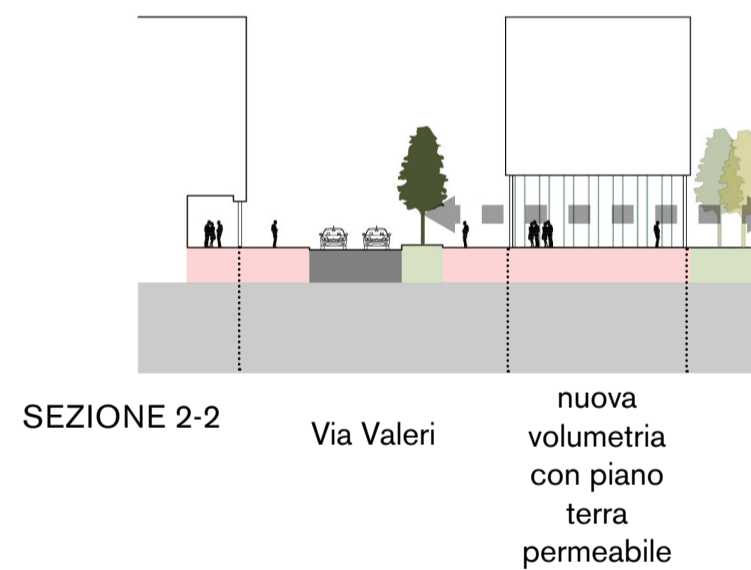 SEZIONE 2-2
Via Valeri
nuova
volumetria
con piano
terra
permeabile